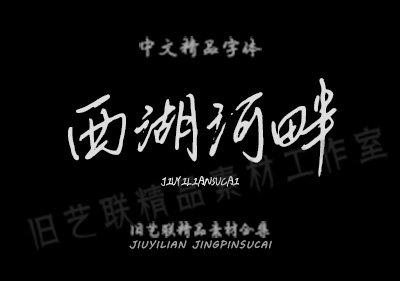 中文精品字体
西湖河畔
JIUYILIANSUCAI
旧艺联精品素材工作室
旧艺联精品素材合集
JIUYILIAN JINGPINSUCAI